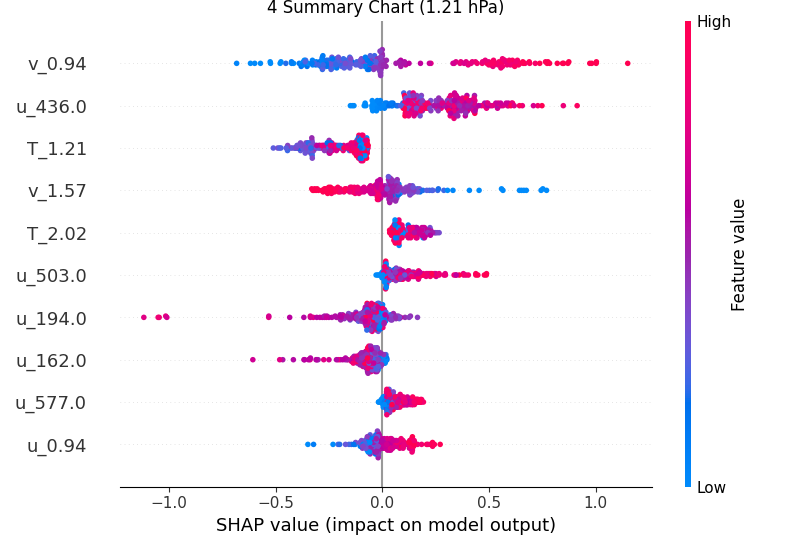 4 Summary Chart (1.21 hPa)
High
v_0.94
u_436.0
T_1.21
v_1.57
T_2.02
u_503.0
u_194.0
u_162.0
u_577.0
u_0.94
Feature value
Low
−1.0 −0.5 0.0 0.5 1.0
SHAP value (impact on model output)